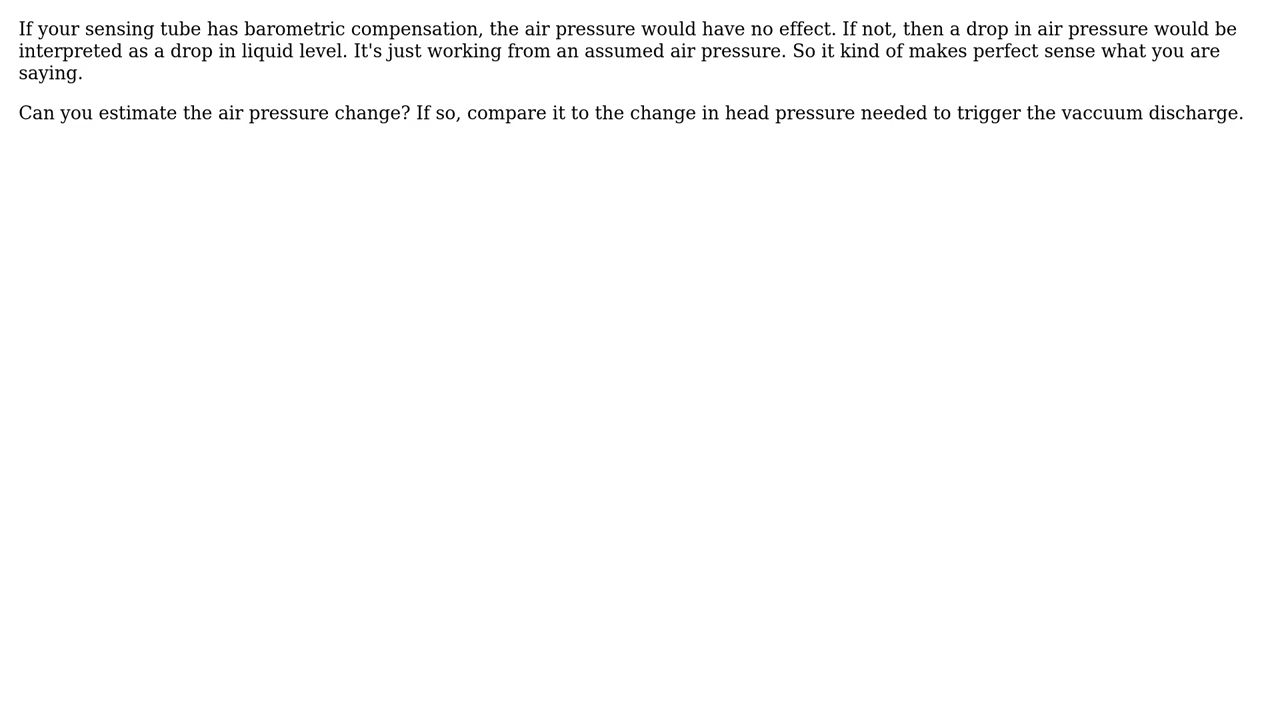 If your sensing tube has barometric compensation, the air pressure would have no effect. If not, then a drop in air pressure would be
interpreted as a drop in liquid level. It's just working from an assumed air pressure. So it kind of makes perfect sense what you are
saying.
Can you estimate the air pressure change? If so, compare it to the change in head pressure needed to trigger the vaccuum discharge.